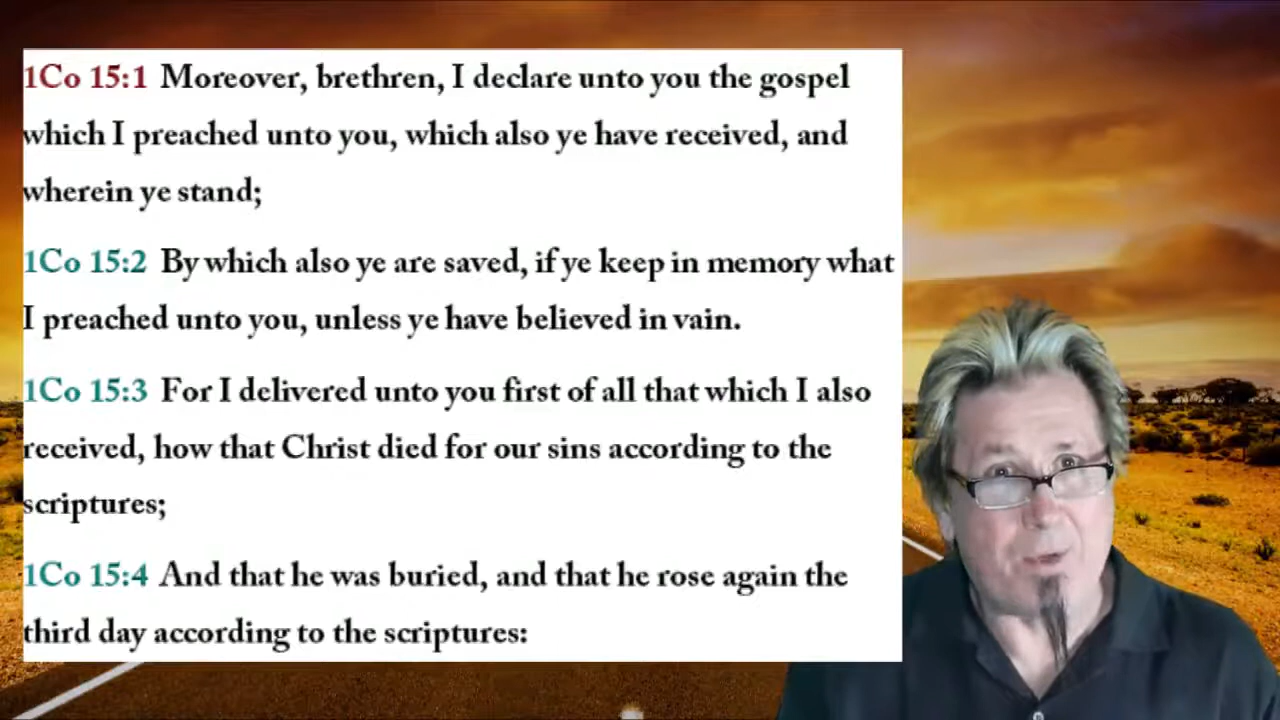 1Co 15:1 Moreover, brethren, I declare unto you the gospel
which I preached unto you, which also ye have received, and
wherein ye stand;
1Co 15:2 By which also ye are saved, if ye keep in memory what
I preached unto you, unless ye have believed in vain.
1Co 15:3 For I delivered unto you first of all that which I also
received, how that Christ died for our sins according to the
scriptures;
1Co 15:4 And that he was buried, and that he rose again the
third day according to the scriptures: